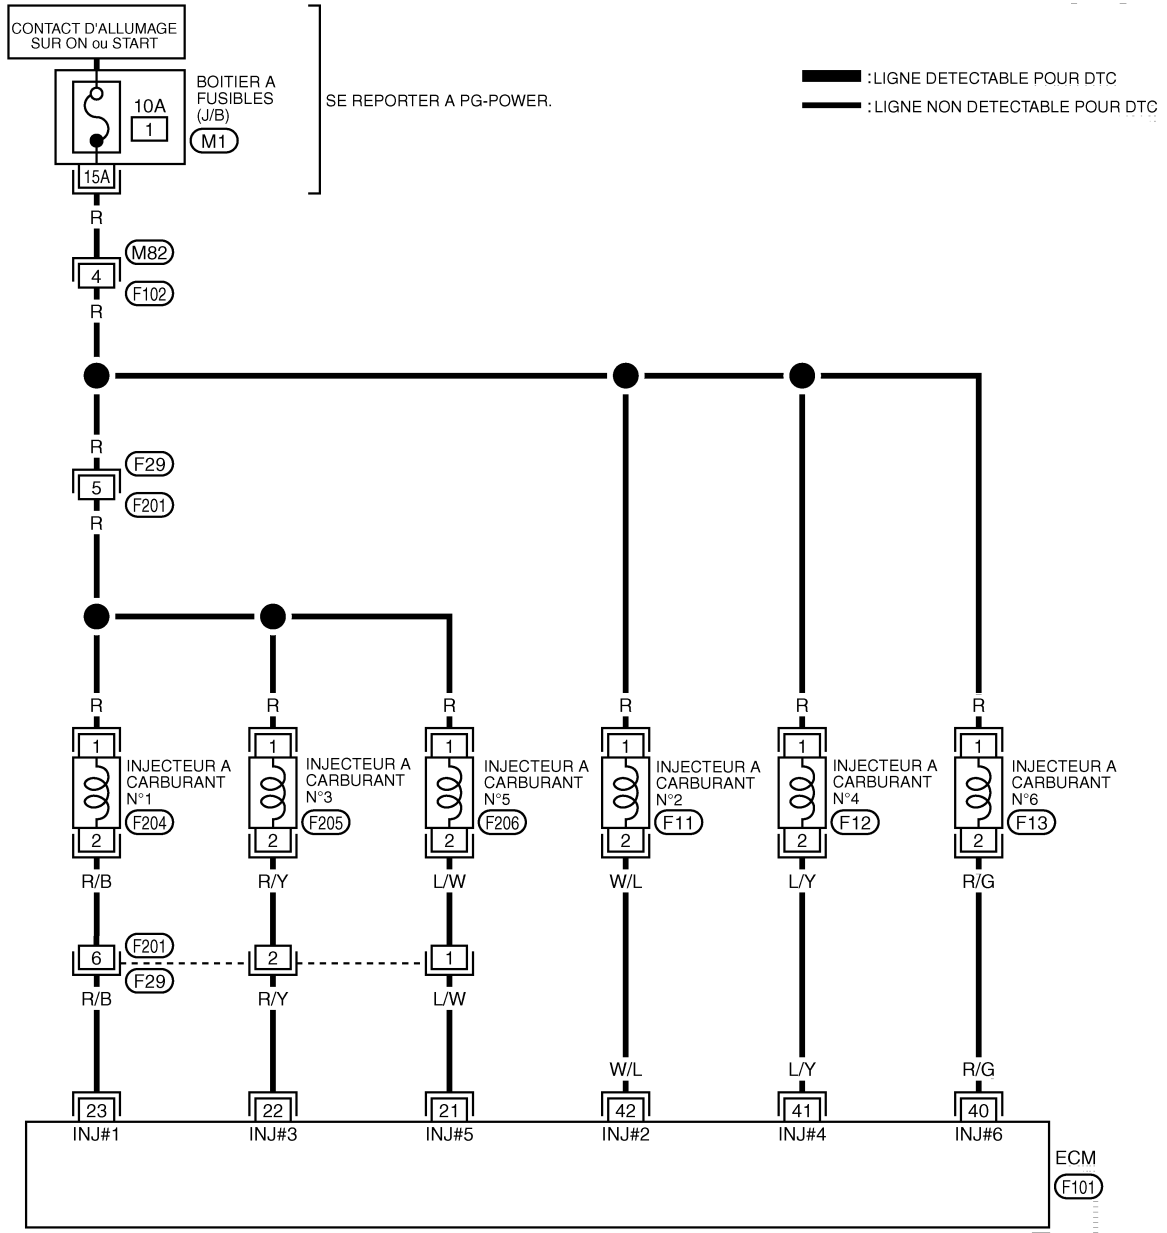 CONTACT D'ALLUMAGE
SUR ON ou START
BOITIER A
FUSIBLES
(J/B)
M1
10A
1
15A
SE REPORTER A PG-POWER.
: LIGNE DETECTABLE POUR DTC
: LIGNE NON DETECTABLE POUR DTC
R
M82
4
F102
R
R
F29
5
F201
R
R R R R R R
1 1 1 1 1 1
INJECTEUR A
CARBURANT
N°1
F204
INJECTEUR A
CARBURANT
N°3
F205
INJECTEUR A
CARBURANT
N°5
F206
INJECTEUR A
CARBURANT
N°2
F11
INJECTEUR A
CARBURANT
N°4
F12
INJECTEUR A
CARBURANT
N°6
F13
2 2 2 2 2 2
R/B R/Y L/W W/L L/Y R/G
F201
6 2 1
F29
R/B R/Y L/W
W/L L/Y R/G
23 22 21 42 41 40
INJ#1 INJ#3 INJ#5 INJ#2 INJ#4 INJ#6
ECM
F101